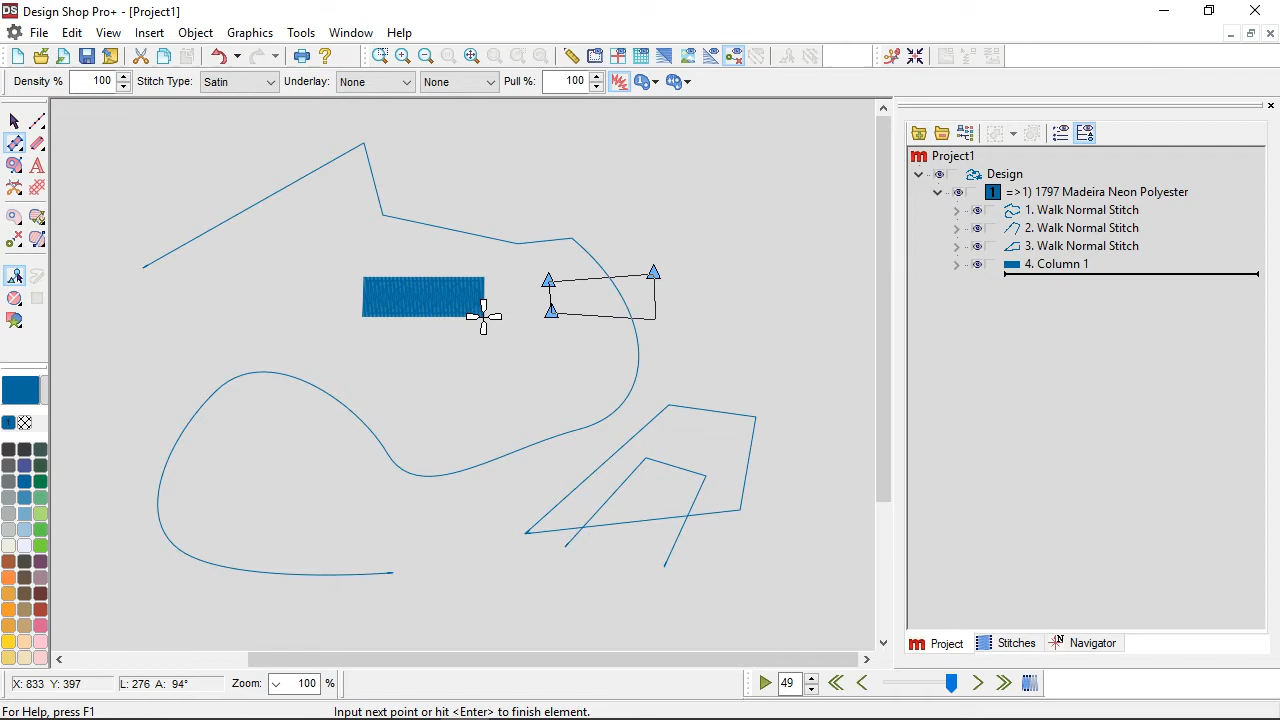 DS Design Shop Pro+ - [Project1]
File Edit View Insert Object Graphics Tools Window Help
Density % 100 Stitch Type: Satin Underlay: None None Pull %: 100
m Project1
Design
1 =>1) 1797 Madeira Neon Polyester
1. Walk Normal Stitch
2. Walk Normal Stitch
3. Walk Normal Stitch
4. Column 1
1
m Project Stitches N Navigator
X: 833 Y: 397 L: 276 A: 94° Zoom: 100 % 49
For Help, press F1 Input next point or hit <Enter> to finish element.